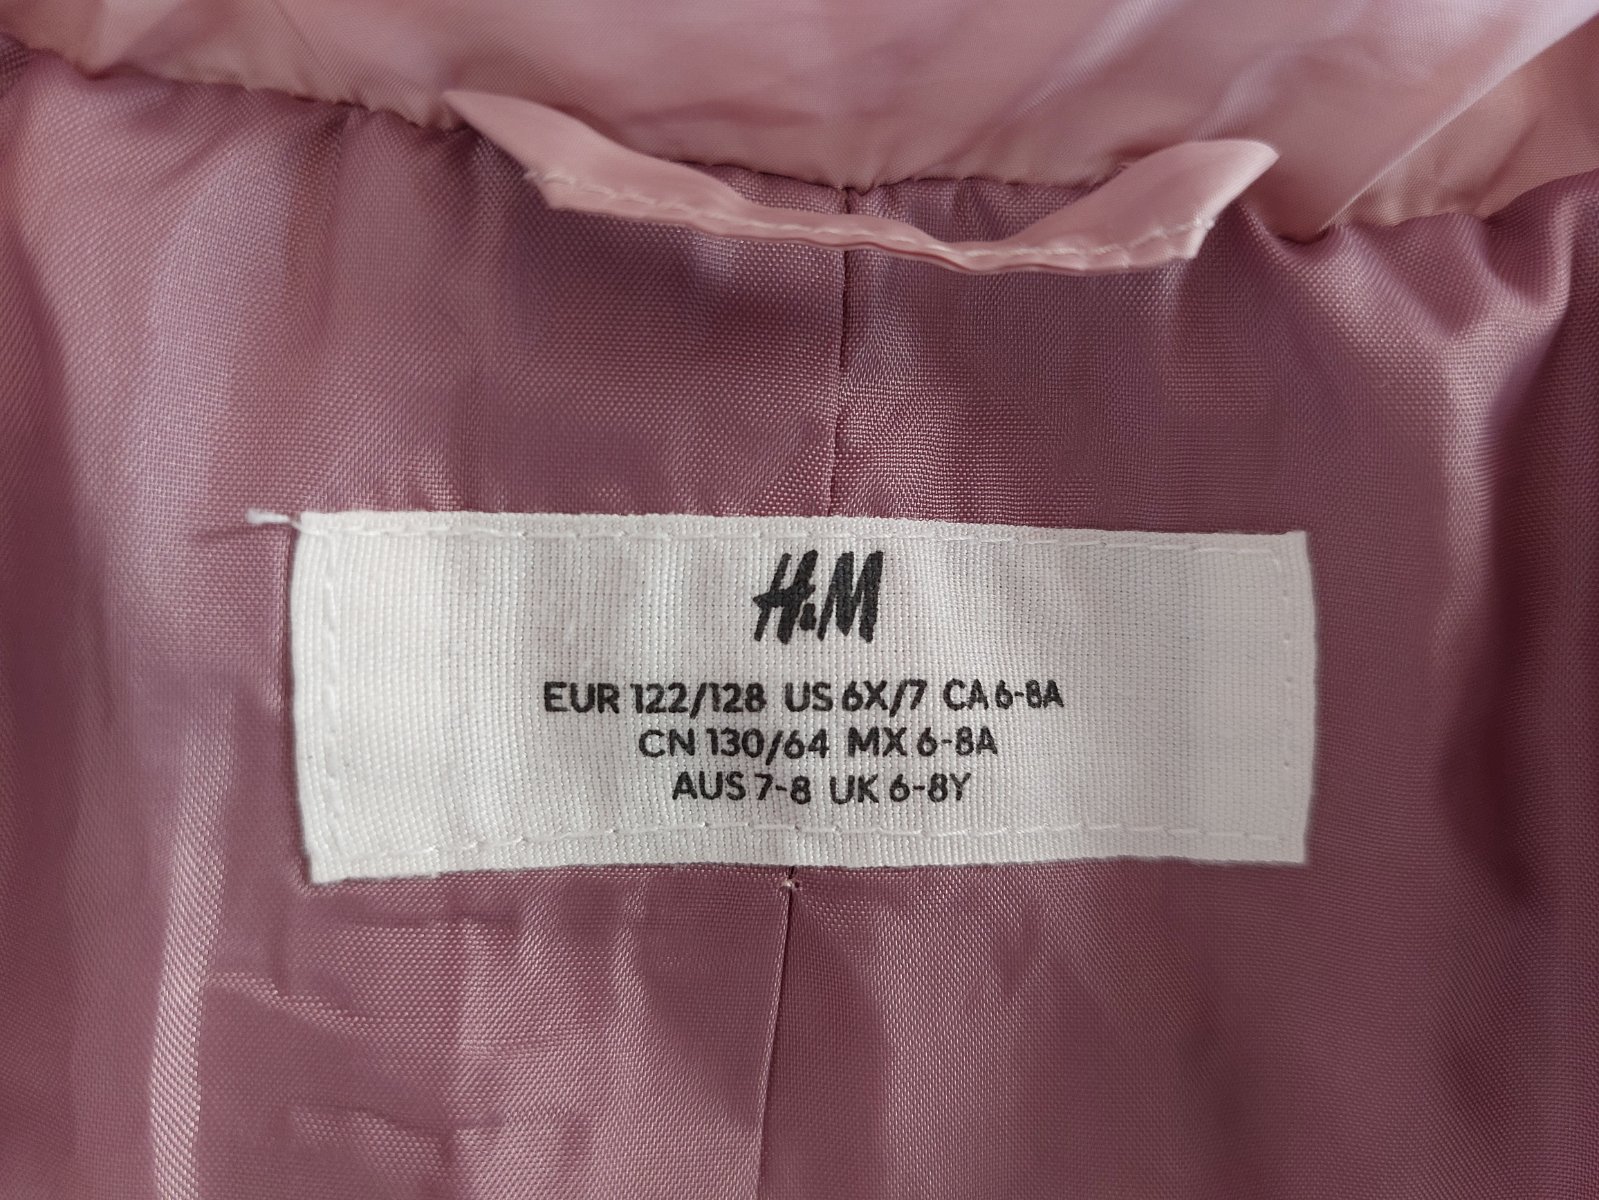 H&M
EUR 122/128 US 6X/7 CA 6-8A
CN 130/64 MX 6-8A
AUS 7-8 UK 6-8Y